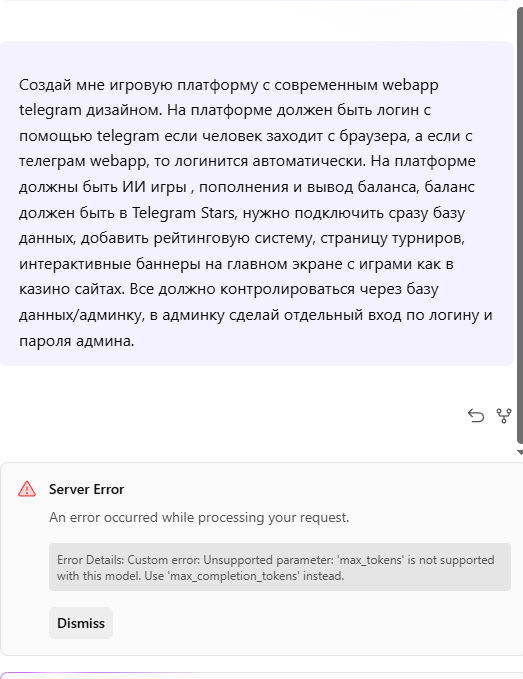 Создай мне игровую платформу с современным webapp
telegram дизайном. На платформе должен быть логин с
помощью telegram если человек заходит с браузера, а если с
телеграм webapp, то логинится автоматически. На платформе
должны быть ИИ игры , пополнения и вывод баланса, баланс
должен быть в Telegram Stars, нужно подключить сразу базу
данных, добавить рейтинговую систему, страницу турниров,
интерактивные баннеры на главном экране с играми как в
казино сайтах. Все должно контролироваться через базу
данных/админку, в админку сделай отдельный вход по логину и
пароля админа.
Server Error
An error occurred while processing your request.
Error Details: Custom error: Unsupported parameter: 'max_tokens' is not supported
with this model. Use 'max_completion_tokens' instead.
Dismiss